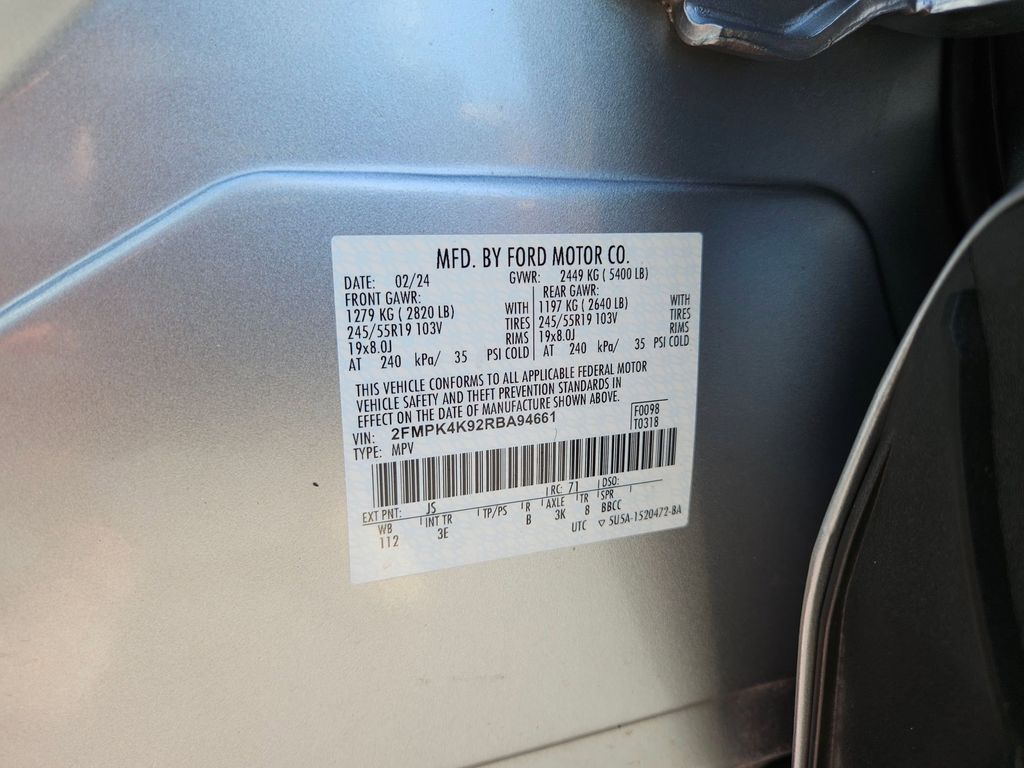 MFD. BY FORD MOTOR CO.
DATE: 02/24 GVWR: 2449 KG ( 5400 LB)
FRONT GAWR: REAR GAWR:
1279 KG ( 2820 LB) WITH 1197 KG ( 2640 LB) WITH
245/55R19 103V TIRES 245/55R19 103V TIRES
19x8.0J RIMS 19x8.0J RIMS
AT 240 kPa/ 35 PSI COLD AT 240 kPa/ 35 PSI COLD
THIS VEHICLE CONFORMS TO ALL APPLICABLE FEDERAL MOTOR
VEHICLE SAFETY AND THEFT PREVENTION STANDARDS IN
EFFECT ON THE DATE OF MANUFACTURE SHOWN ABOVE.
VIN: 2FMPK4K92RBA94661 F0098
TYPE: MPV T0318
EXT PNT: JS RC: 71 DSO:
WB INT TR TP/PS R AXLE TR SPR
112 3E B 3K 8 BBCC
UTC ▽ 5U5A-1520472-BA